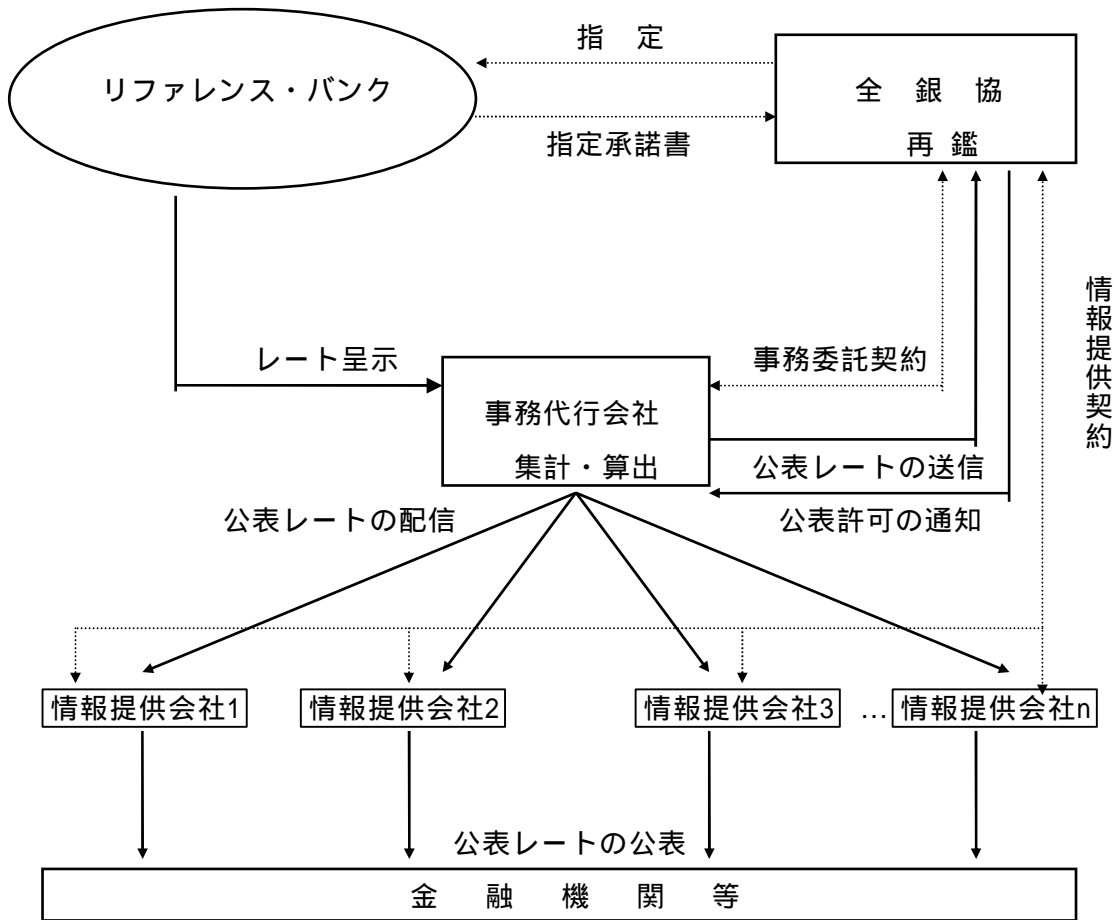 指　定
リファレンス・バンク
全　銀　協
再 鑑
指定承諾書
情報提供契約
レート呈示
事務委託契約
事務代行会社
集計・算出
公表レートの送信
公表レートの配信
公表許可の通知
情報提供会社1
情報提供会社2
情報提供会社3
…
情報提供会社n
公表レートの公表
金　融　機　関　等